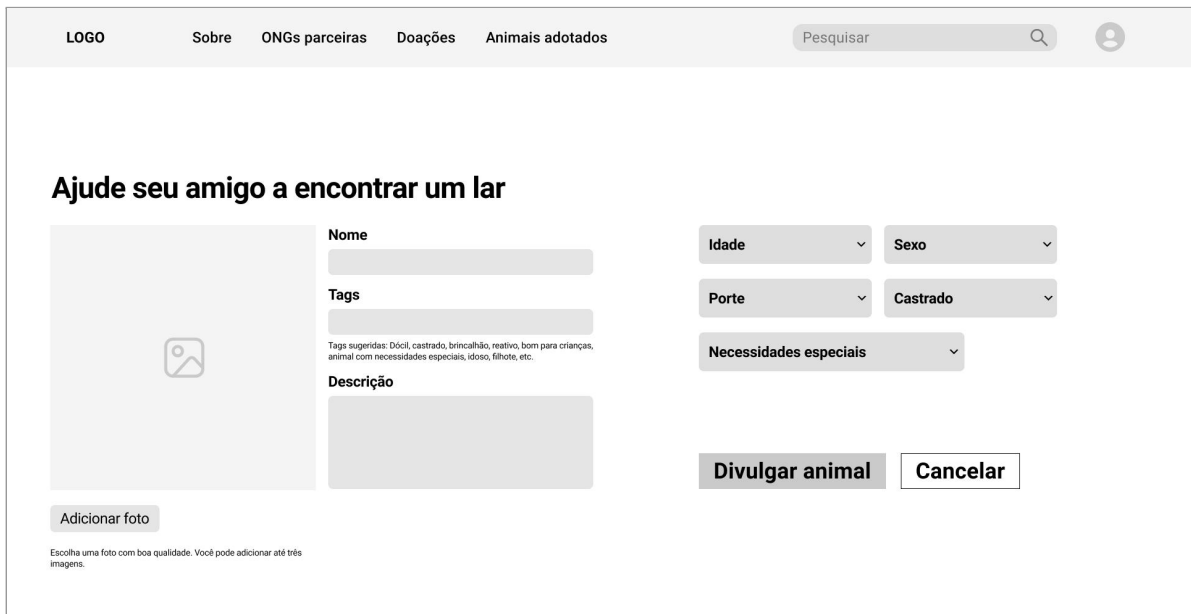 LOGO
Sobre
ONGs parceiras
Doações
Animais adotados
Pesquisar
Ajude seu amigo a encontrar um lar
Nome
Tags
Tags sugeridas: Dócil, castrado, brincalhão, reativo, bom para crianças,
animal com necessidades especiais, idoso, filhote, etc.
Descrição
Adicionar foto
Escolha uma foto com boa qualidade. Você pode adicionar até três
imagens.
Idade
Sexo
Porte
Castrado
Necessidades especiais
Divulgar animal
Cancelar